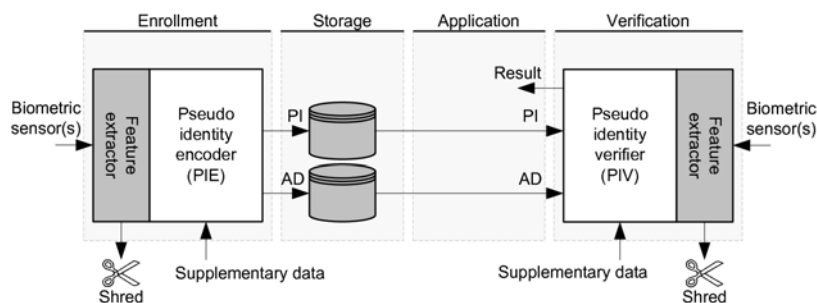 Enrollment
Storage
Application
Verification
Result
Biometric
sensor(s)
Feature
extractor
Pseudo
identity
encoder
(PIE)
PI
AD
PI
AD
Pseudo
identity
verifier
(PIV)
Feature
extractor
Biometric
sensor(s)
Supplementary data
Shred
Supplementary data
Shred